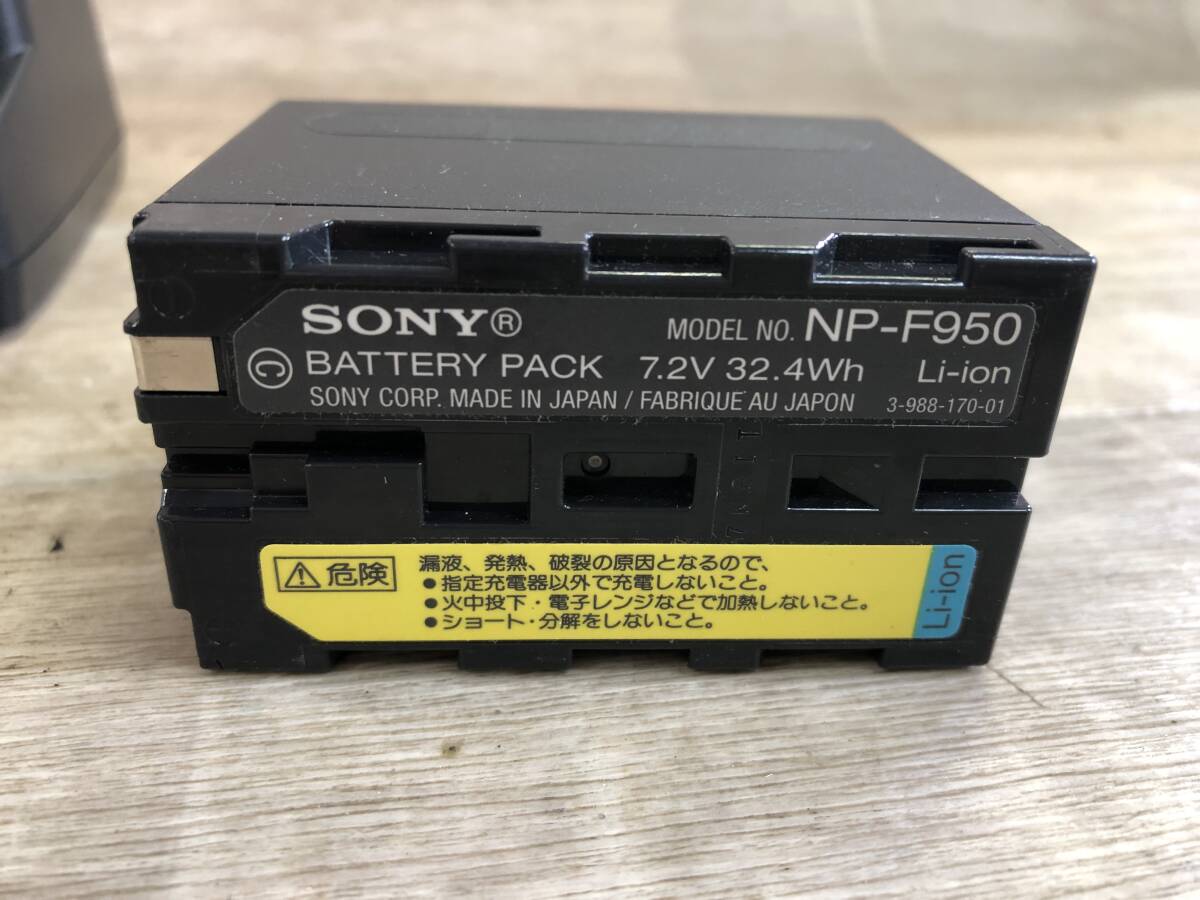 SONY®
MODEL NO. NP-F950
Ⓒ BATTERY PACK 7.2V 32.4Wh Li-ion
SONY CORP. MADE IN JAPAN / FABRIQUE AU JAPON 3-988-170-01
⚠危険
漏液、発熱、破裂の原因となるので、
●指定充電器以外で充電しないこと。
●火中投下・電子レンジなどで加熱しないこと。
●ショート・分解をしないこと。
Li-ion